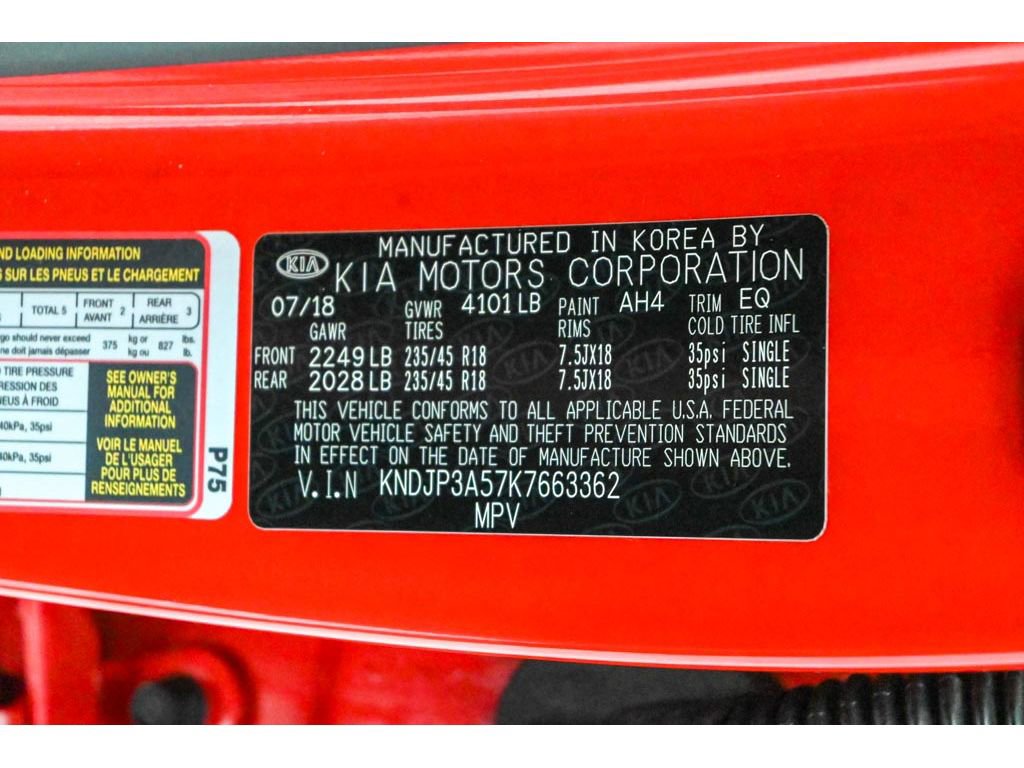 ND LOADING INFORMATION
SUR LES PNEUS ET LE CHARGEMENT
TOTAL 5 FRONT AVANT 2 REAR ARRIÈRE 3
go should never exceed 375 kg or 827 lbs.
ne doit jamais dépasser kg ou lb.
TIRE PRESSURE
RESSION DES
NEUS À FROID
40kPa, 35psi
40kPa, 35psi
SEE OWNER'S
MANUAL FOR
ADDITIONAL
INFORMATION
VOIR LE MANUEL
DE L'USAGER
POUR PLUS DE
RENSEIGNEMENTS
P75
MANUFACTURED IN KOREA BY
KIA KIA MOTORS CORPORATION
07/18 GVWR 4101 LB PAINT AH4 TRIM EQ
GAWR TIRES RIMS COLD TIRE INFL
FRONT 2249 LB 235/45 R18 7.5JX18 35psi SINGLE
REAR 2028 LB 235/45 R18 7.5JX18 35psi SINGLE
THIS VEHICLE CONFORMS TO ALL APPLICABLE U.S.A. FEDERAL
MOTOR VEHICLE SAFETY AND THEFT PREVENTION STANDARDS
IN EFFECT ON THE DATE OF MANUFACTURE SHOWN ABOVE.
V.I.N KNDJP3A57K7663362
MPV